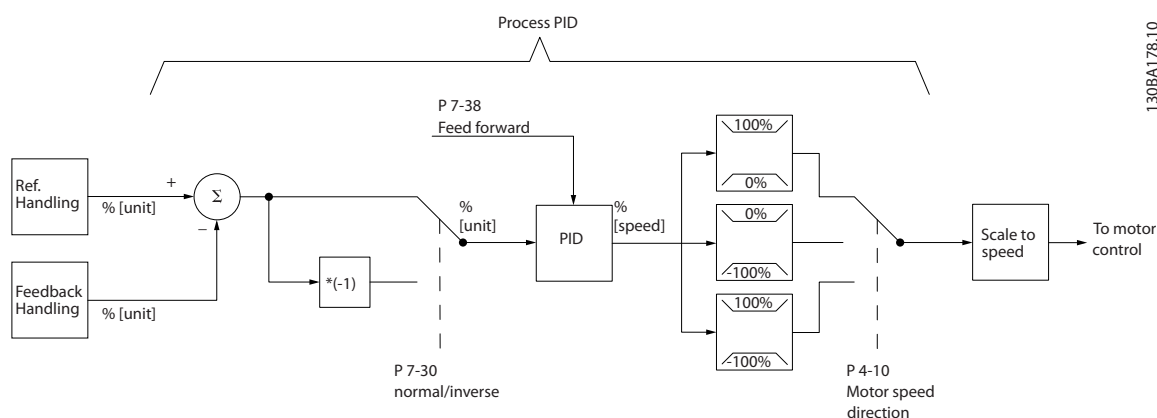 Process PID
130BA178.10
P 7-38
Feed forward
100%
0%
Ref.
Handling
+
% [unit]
Σ
−
%
[unit]
PID
%
[speed]
0%
-100%
Scale to
speed
To motor
control
Feedback
Handling
% [unit]
*(-1)
100%
-100%
P 7-30
normal/inverse
P 4-10
Motor speed
direction